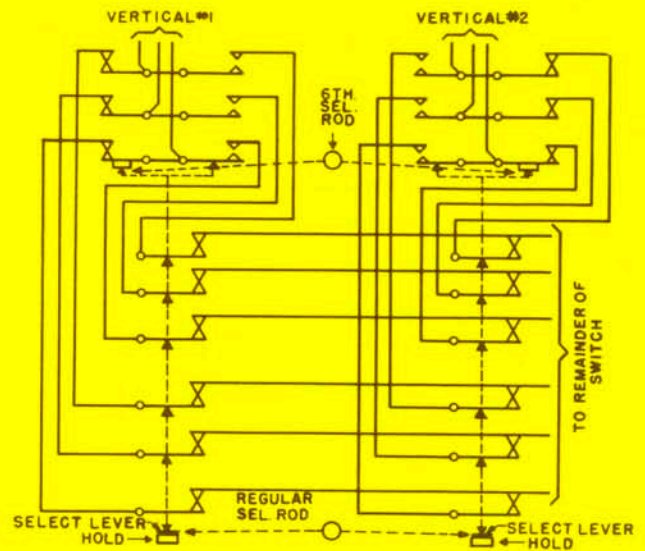 VERTICAL #1
VERTICAL #2
6TH.
SEL.
ROD
TO REMAINDER OF
SWITCH
REGULAR
SEL. ROD
SELECT LEVER
HOLD
SELECT LEVER
HOLD